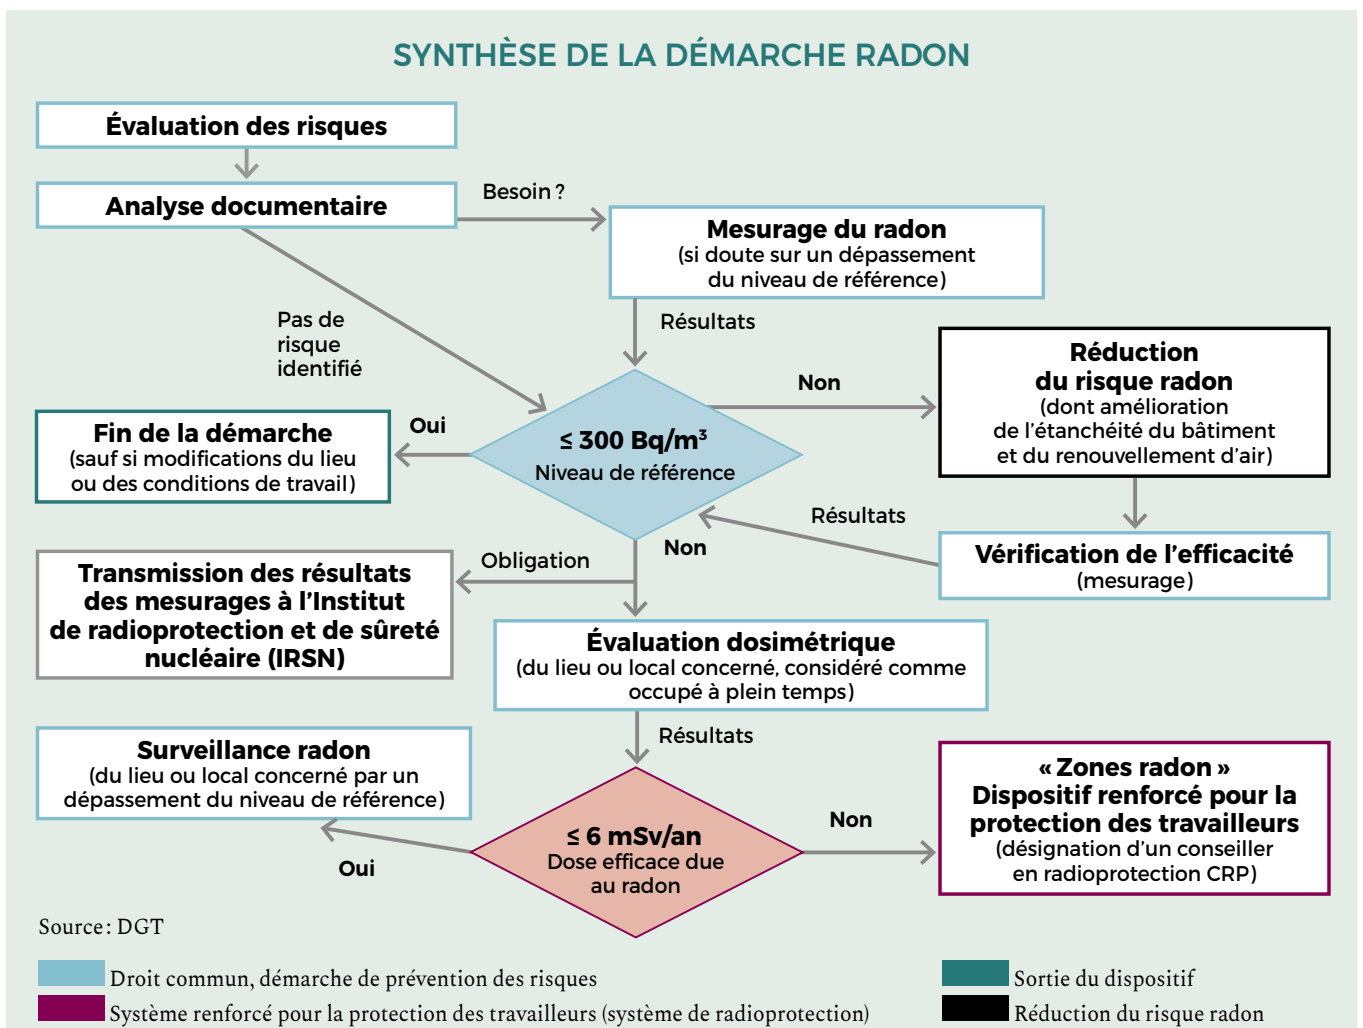 SYNTHÈSE DE LA DÉMARCHE RADON
Évaluation des risques
Analyse documentaire
Besoin ?
Mesurage du radon
(si doute sur un dépassement
du niveau de référence)
Pas de
risque
identifié
Résultats
Non
Réduction
du risque radon
(dont amélioration
de l’étanchéité du bâtiment
et du renouvellement d’air)
Fin de la démarche
(sauf si modifications du lieu
ou des conditions de travail)
Oui
≤ 300 Bq/m³
Niveau de référence
Résultats
Vérification de l’efficacité
(mesurage)
Non
Obligation
Transmission des résultats
des mesurages à l’Institut
de radioprotection et de sûreté
nucléaire (IRSN)
Évaluation dosimétrique
(du lieu ou local concerné, considéré comme
occupé à plein temps)
Résultats
Surveillance radon
(du lieu ou local concerné par un
dépassement du niveau de référence)
Oui
≤ 6 mSv/an
Dose efficace due
au radon
Non
« Zones radon »
Dispositif renforcé pour la
protection des travailleurs
(désignation d’un conseiller
en radioprotection CRP)
Source : DGT
Droit commun, démarche de prévention des risques
Système renforcé pour la protection des travailleurs (système de radioprotection)
Sortie du dispositif
Réduction du risque radon